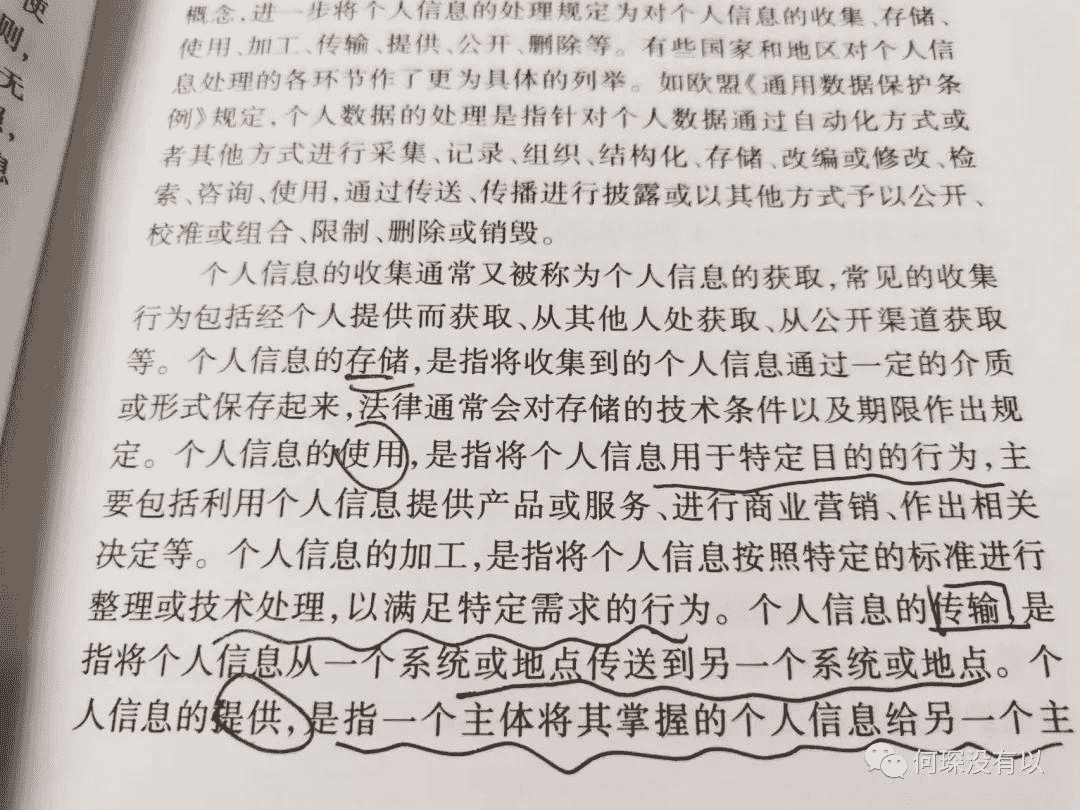 使
则，
无
息
概念，进一步将个人信息的处理规定为对个人信息的收集、存储、
使用、加工、传输、提供、公开、删除等。有些国家和地区对个人信
息处理的各环节作了更为具体的列举。如欧盟《通用数据保护条
例》规定，个人数据的处理是指针对个人数据通过自动化方式或
者其他方式进行采集、记录、组织、结构化、存储、改编或修改、检
索、咨询、使用，通过传送、传播进行披露或以其他方式予以公开、
校准或组合、限制、删除或销毁。
个人信息的收集通常又被称为个人信息的获取，常见的收集
行为包括经个人提供而获取、从其他人处获取、从公开渠道获取
等。个人信息的存储，是指将收集到的个人信息通过一定的介质
或形式保存起来，法律通常会对存储的技术条件以及期限作出规
定。个人信息的使用，是指将个人信息用于特定目的的行为，主
要包括利用个人信息提供产品或服务、进行商业营销、作出相关
决定等。个人信息的加工，是指将个人信息按照特定的标准进行
整理或技术处理，以满足特定需求的行为。个人信息的传输，是
指将个人信息从一个系统或地点传送到另一个系统或地点。个
人信息的提供，是指一个主体将其掌握的个人信息给另一个主
何琛没有以